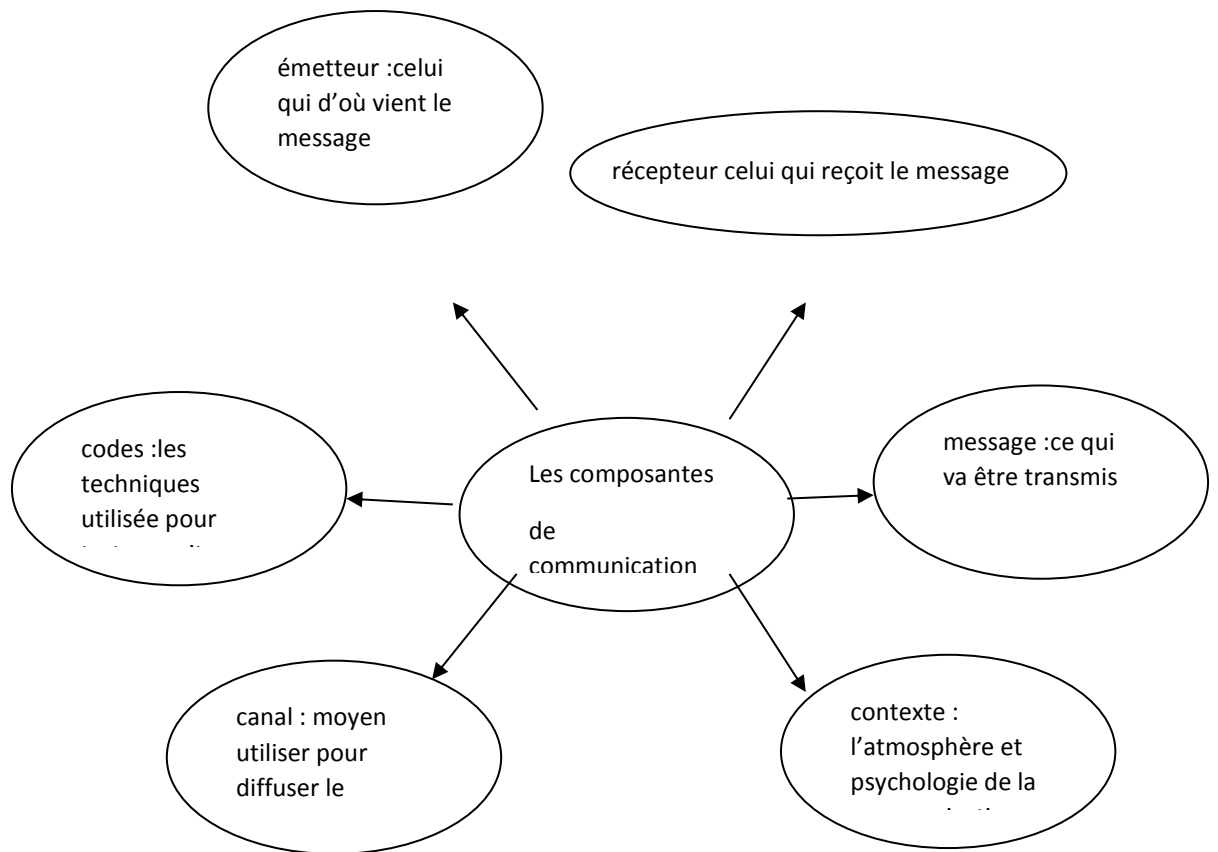 émetteur :celui
qui d’où vient le
message
récepteur celui qui reçoit le message
codes :les
techniques
utilisée pour
Les composantes
de
communication
message :ce qui
va être transmis
canal : moyen
utiliser pour
diffuser le
contexte :
l’atmosphère et
psychologie de la